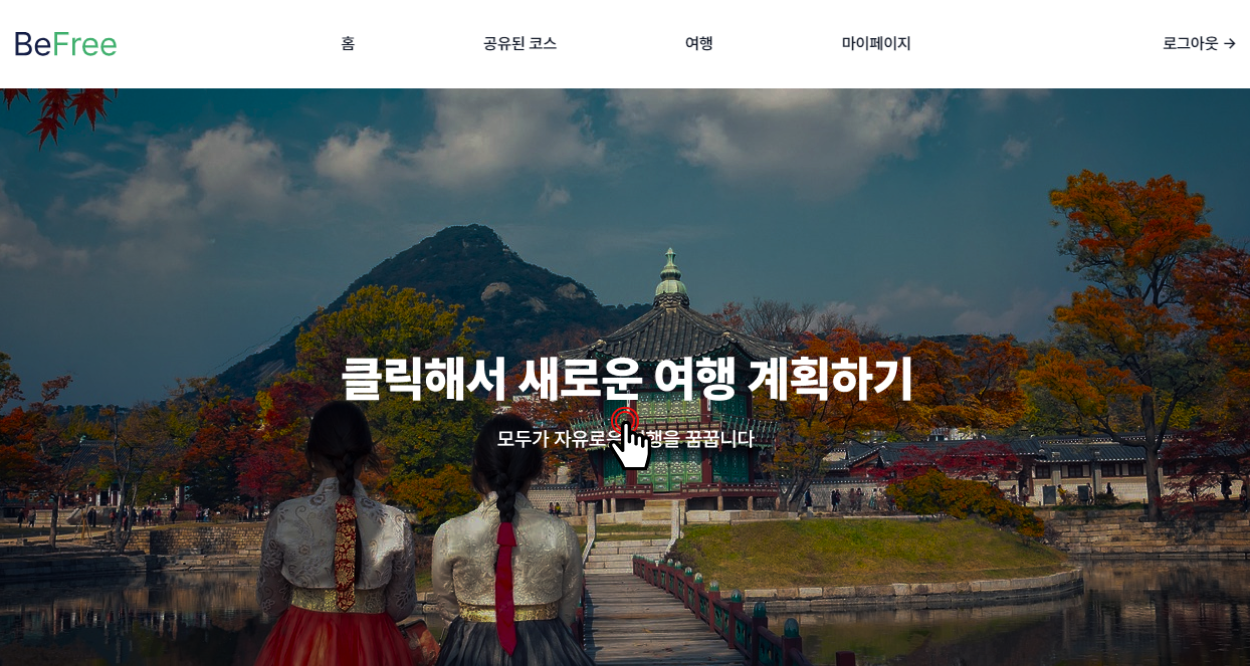 BeFree 홈 공유된 코스 여행 마이페이지 로그아웃 →
클릭해서 새로운 여행 계획하기
모두가 자유로운 행을 꿈꿉니다